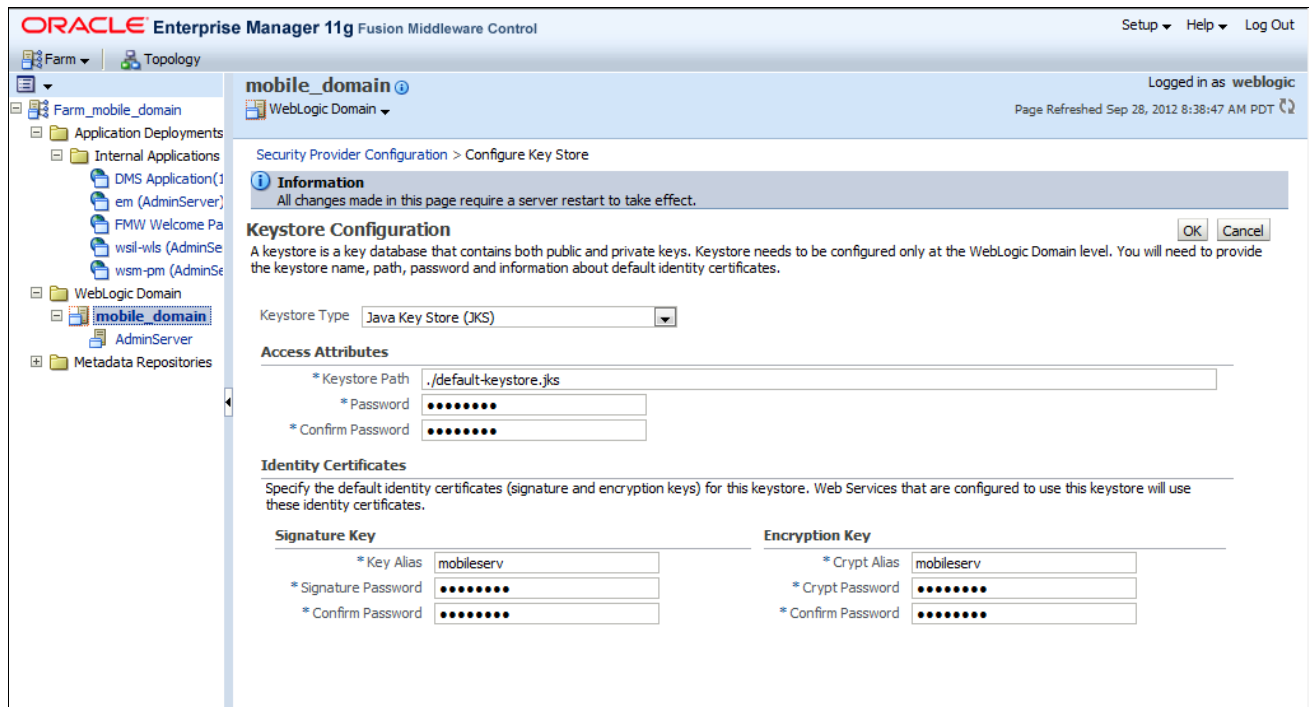 ORACLE Enterprise Manager 11g Fusion Middleware Control
Setup Help Log Out
Farm Topology
mobile_domain
Logged in as weblogic
WebLogic Domain
Page Refreshed Sep 28, 2012 8:38:47 AM PDT
Farm_mobile_domain
Application Deployments
Internal Applications
DMS Application(1
em (AdminServer)
FMW Welcome Pa
wsil-wls (AdminSe
wsm-pm (AdminSe
WebLogic Domain
mobile_domain
AdminServer
Metadata Repositories
Security Provider Configuration > Configure Key Store
Information
All changes made in this page require a server restart to take effect.
Keystore Configuration
OK Cancel
A keystore is a key database that contains both public and private keys. Keystore needs to be configured only at the WebLogic Domain level. You will need to provide
the keystore name, path, password and information about default identity certificates.
Keystore Type Java Key Store (JKS)
Access Attributes
* Keystore Path ./default-keystore.jks
* Password ●●●●●●●●
* Confirm Password ●●●●●●●●
Identity Certificates
Specify the default identity certificates (signature and encryption keys) for this keystore. Web Services that are configured to use this keystore will use
these identity certificates.
Signature Key
* Key Alias mobileserv
* Signature Password ●●●●●●●●
* Confirm Password ●●●●●●●●
Encryption Key
* Crypt Alias mobileserv
* Crypt Password ●●●●●●●●
* Confirm Password ●●●●●●●●